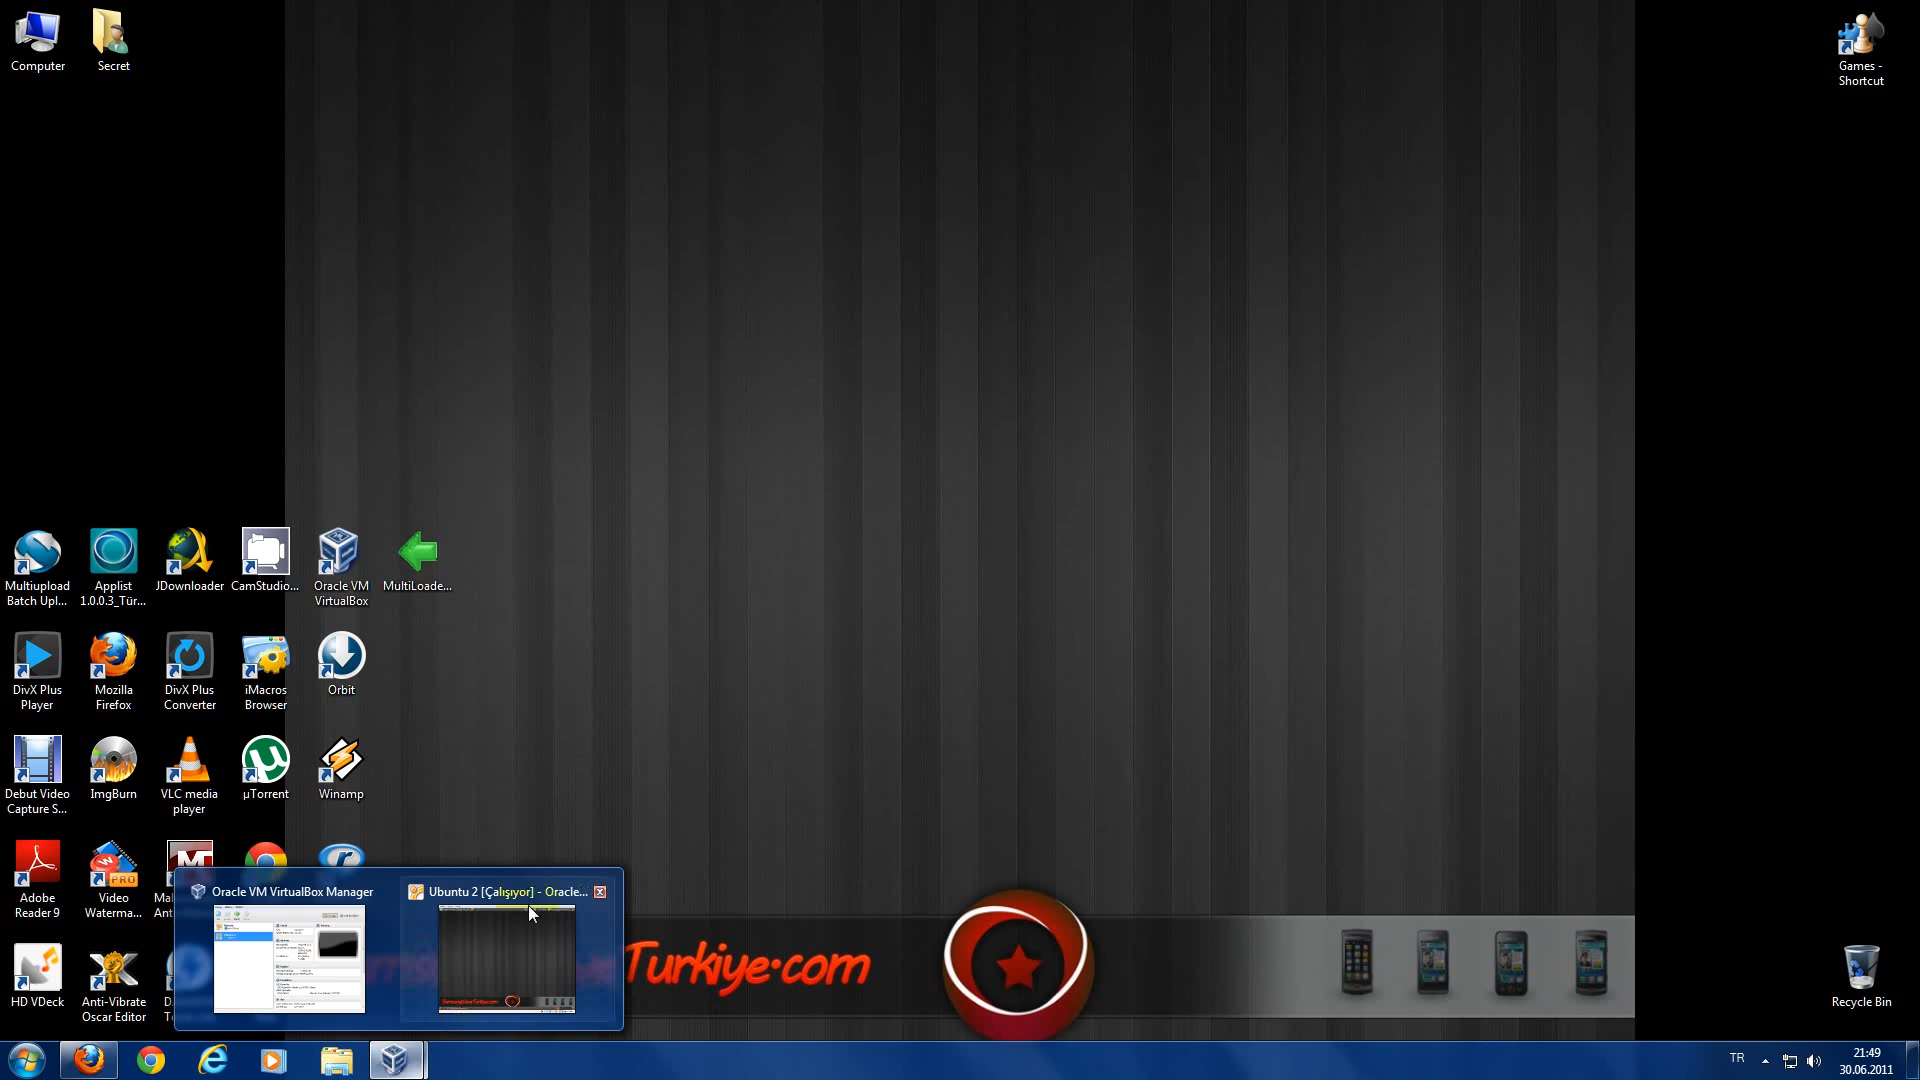 Computer
Secret
Games -
Shortcut
Multiupload
Batch Upl...
Applist
1.0.0.3_Tür...
JDownloader
CamStudio...
Oracle VM
VirtualBox
MultiLoade...
DivX Plus
Player
Mozilla
Firefox
DivX Plus
Converter
iMacros
Browser
Orbit
Debut Video
Capture S...
ImgBurn
VLC media
player
µTorrent
Winamp
Adobe
Reader 9
Video
Waterma...
HD VDeck
Anti-Vibrate
Oscar Editor
Oracle VM VirtualBox Manager
Ubuntu 2 [Çalışıyor] - Oracle...
Turkiye.com
Recycle Bin
TR
21:49
30.06.2011